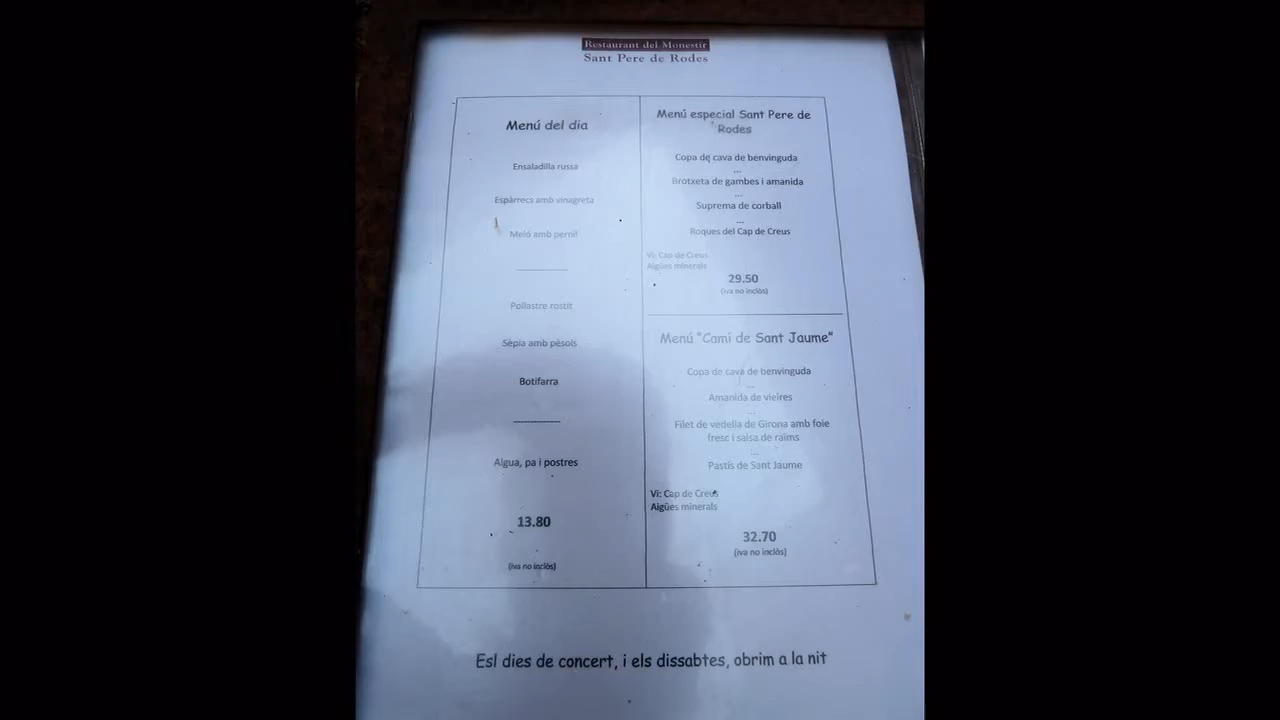 Restaurant del Monestir
Sant Pere de Rodes
Menú del dia
Ensaladilla russa
Espàrrecs amb vinagreta
Meló amb pernil
Pollastre rostit
Sèpia amb pèsols
Botifarra
Aigua, pa i postres
13.80
(iva no inclòs)
Menú especial Sant Pere de
Rodes
Copa de cava de benvinguda
...
Brotxeta de gambes i amanida
...
Suprema de corball
...
Roques del Cap de Creus
Vi: Cap de Creus
Aigües minerals
29.50
(iva no inclòs)
Menú "Camí de Sant Jaume"
Copa de cava de benvinguda
...
Amanida de vieires
...
Filet de vedella de Girona amb foie
fresc i salsa de raïms
...
Pastís de Sant Jaume
Vi: Cap de Creus
Aigües minerals
32.70
(iva no inclòs)
Esl dies de concert, i els dissabtes, obrim a la nit